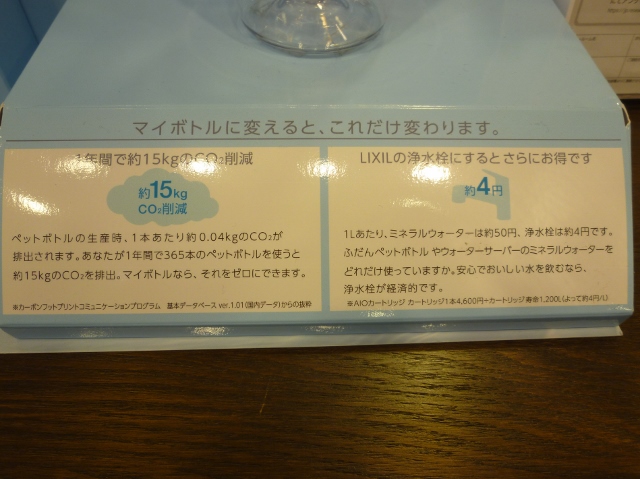 マイボトルに変えると、これだけ変わります。
1年間で約15kgのCO₂削減
約15kg
CO₂削減
ペットボトルの生産時、1本あたり約0.04kgのCO₂が
排出されます。あなたが1年間で365本のペットボトルを使うと
約15kgのCO₂を排出。マイボトルなら、それをゼロにできます。
※カーボンフットプリントコミュニケーションプログラム 基本データベース ver.1.01(国内データ)からの抜粋
LIXILの浄水栓にするとさらにお得です
約4円
1Lあたり、ミネラルウォーターは約50円、浄水栓は約4円です。
ふだんペットボトルやウォーターサーバーのミネラルウォーターを
どれだけ使っていますか。安心でおいしい水を飲むなら、
浄水栓が経済的です。
※AIOカートリッジ カートリッジ1本4,600円÷カートリッジ寿命1,200L(よって約4円/L)